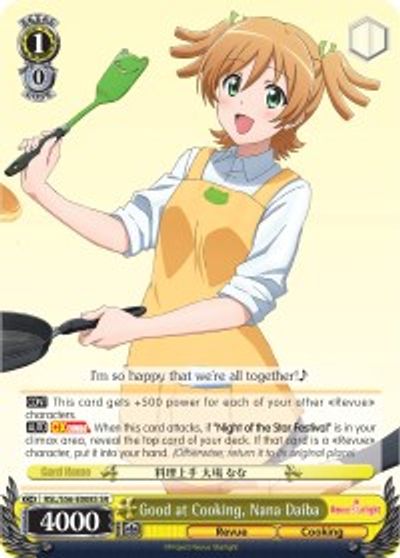 1
0
I'm so happy that we're all together!♪
CONT This card gets +500 power for each of your other «Revue»
characters.
AUTO CX COMBO When this card attacks, if "Night of the Star Festival" is in your
climax area, reveal the top card of your deck. If that card is a
character, put it into your hand. (Otherwise, return it to its original place.)
Card Name 料理上手 大場 なな
Good at Cooking, Nana Daiba
4000
Revue Cooking